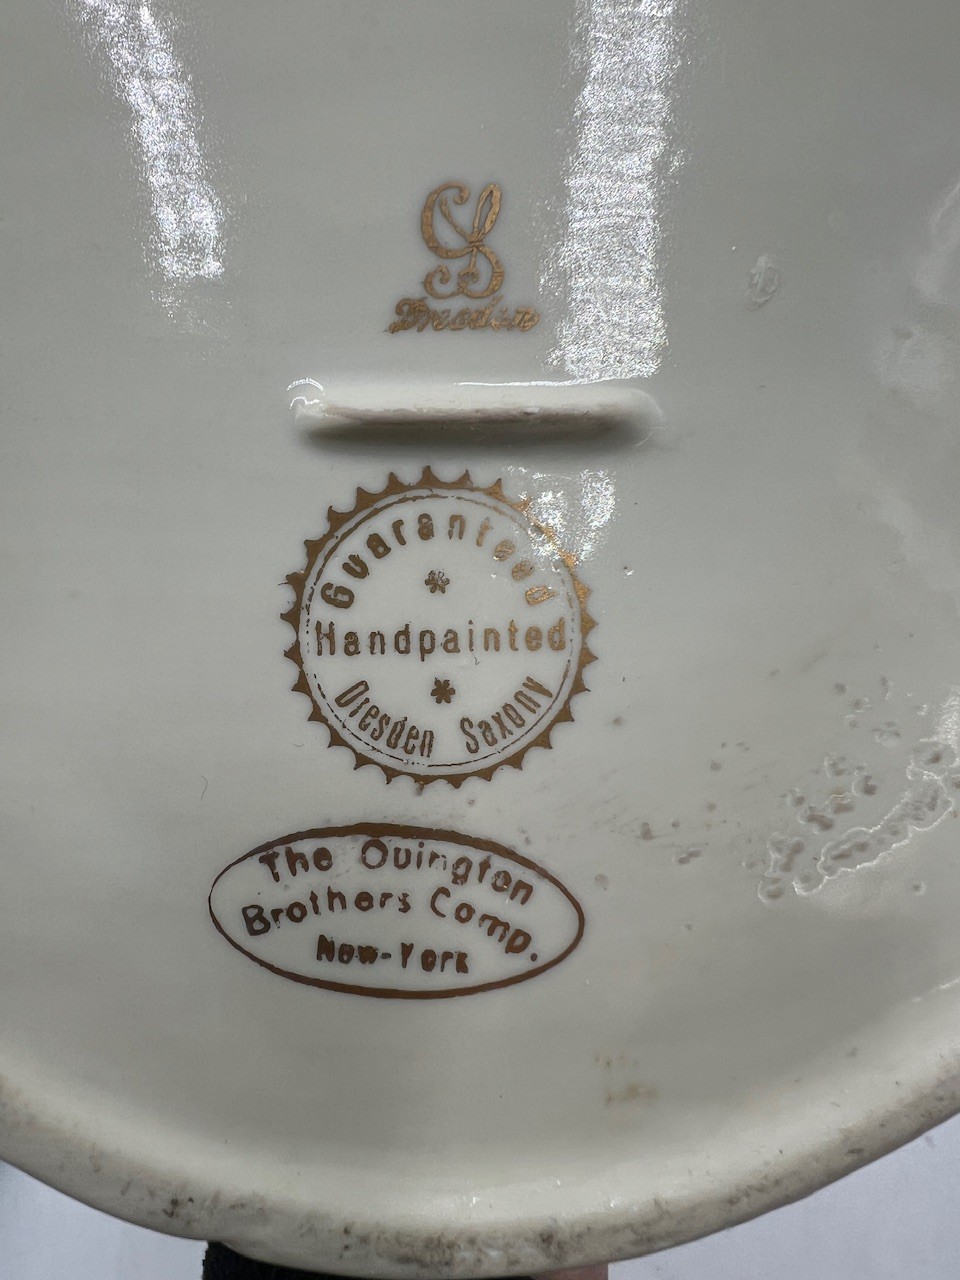 Dresden
Guaranteed
Handpainted
Dresden Saxony
The Ovington
Brothers Comp.
New-York